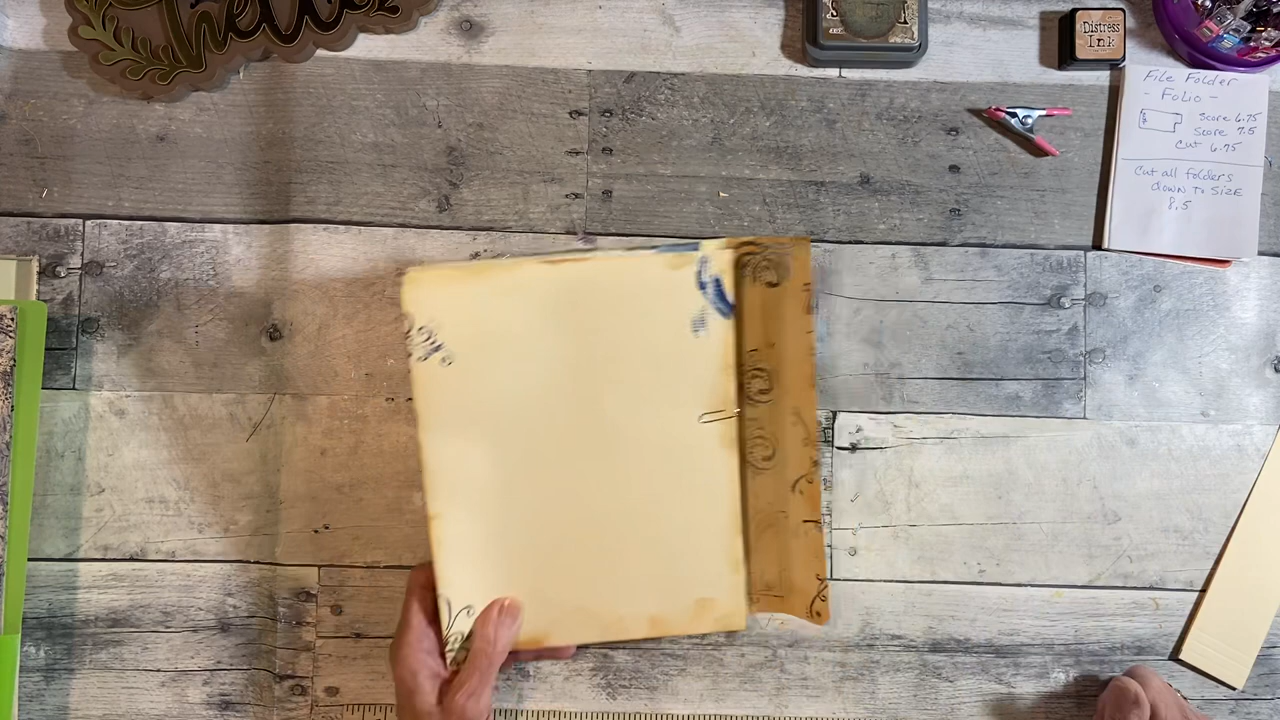 hello
Distress
Ink
File Folder
- Folio -
Score 6.75
Score 7.5
Cut 6.75
Cut all folders
down to SIZE
8.5